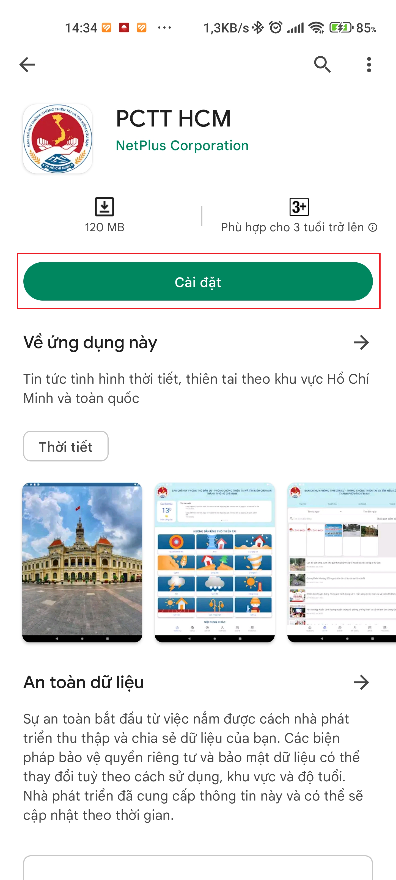 14:34 ... 1,3KB/s 85%
PCTT HCM
NetPlus Corporation
3+
120 MB
Phù hợp cho 3 tuổi trở lên
Cài đặt
Về ứng dụng này
Tin tức tình hình thời tiết, thiên tai theo khu vực Hồ Chí
Minh và toàn quốc
Thời tiết
An toàn dữ liệu
Sự an toàn bắt đầu từ việc nắm được cách nhà phát
triển thu thập và chia sẻ dữ liệu của bạn. Các biện
pháp bảo vệ quyền riêng tư và bảo mật dữ liệu có thể
thay đổi tuỳ theo cách sử dụng, khu vực và độ tuổi.
Nhà phát triển đã cung cấp thông tin này và có thể sẽ
cập nhật theo thời gian.